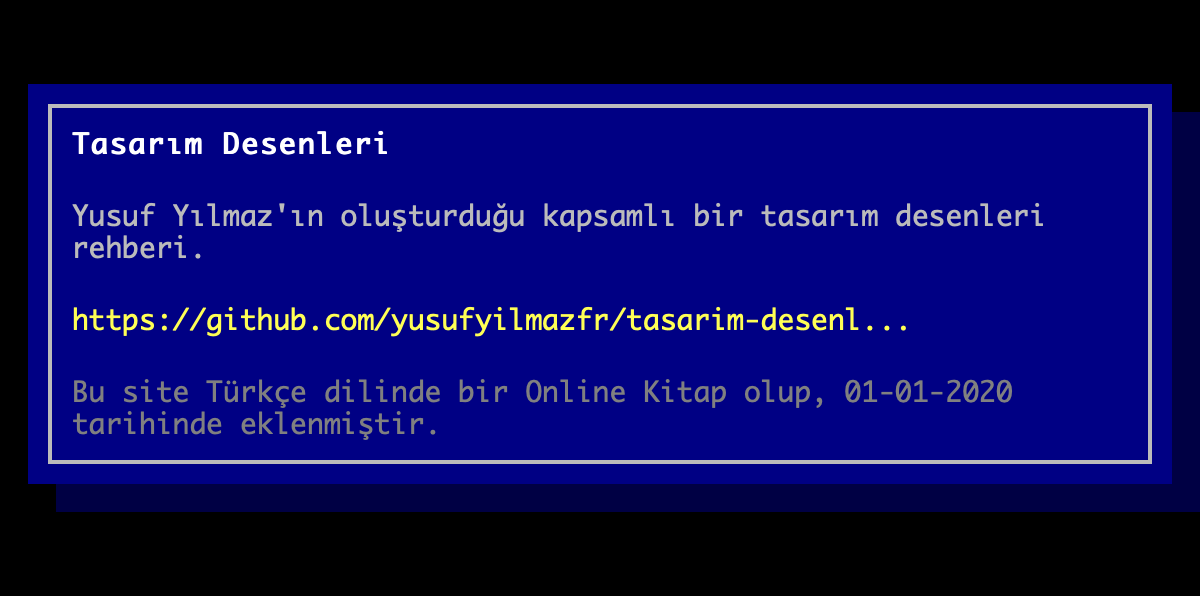 Tasarım Desenleri
Yusuf Yılmaz'ın oluşturduğu kapsamlı bir tasarım desenleri
rehberi.
https://github.com/yusufyilmazfr/tasarim-desenl...
Bu site Türkçe dilinde bir Online Kitap olup, 01-01-2020
tarihinde eklenmiştir.